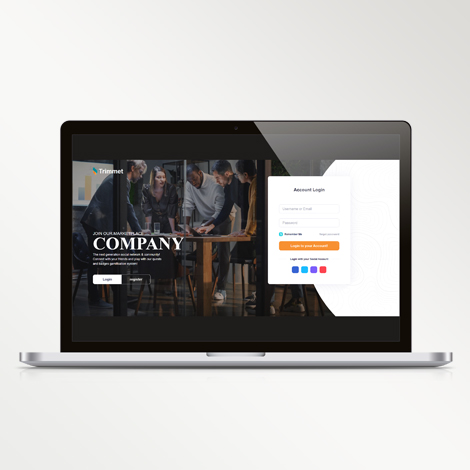 Trimmet
JOIN OUR MARKETPLACE
COMPANY
The next generation social network & community!
Connect with your friends and play with our quests
and badges gamification system!
Login
register
Account Login
Username or Email
Password
Remember Me
Login to your Account!
Login with your Social Account